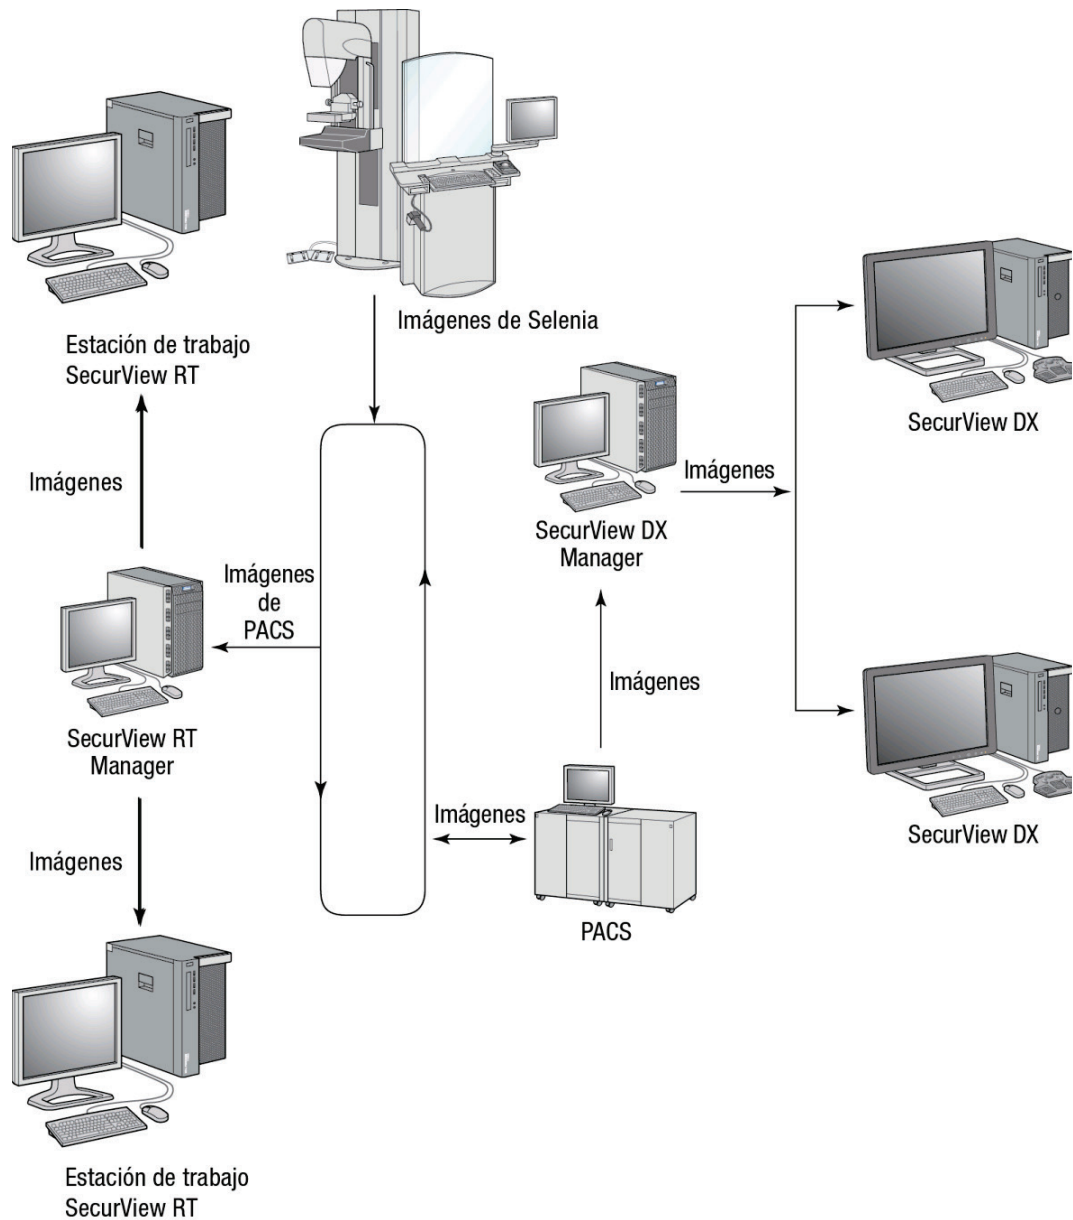 Imágenes de Selenia
Estación de trabajo
SecurView RT
SecurView DX
Imágenes
Imágenes
SecurView DX
Manager
Imágenes
de
PACS
Imágenes
SecurView RT
Manager
Imágenes
SecurView DX
Imágenes
PACS
Estación de trabajo
SecurView RT